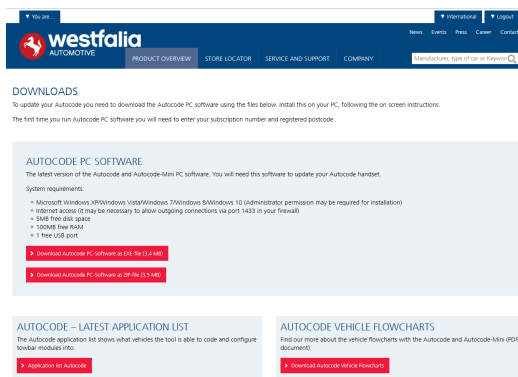 ▼ You are...
▼ International
▼ Logout
News Events Press Career Contact
westfalia
AUTOMOTIVE
PRODUCT OVERVIEW STORE LOCATOR SERVICE AND SUPPORT COMPANY
Manufacturer, type of car or Keyword
DOWNLOADS
To update your Autocode you need to download the Autocode PC software using the files below. Install this on your PC, following the on screen instructions.
The first time you run Autocode PC software you will need to enter your subscription number and registered postcode.
AUTOCODE PC SOFTWARE
The latest version of the Autocode and Autocode-Mini PC software. You will need this software to update your Autocode handset.
System requirements:
Microsoft Windows XP/Windows Vista/Windows 7/Windows 8/Windows 10 (Administrator permission may be required for installation)
Internet access (it may be necessary to allow outgoing connections via port 1433 in your firewall)
5MB free disk space
100MB free RAM
1 free USB port
Download Autocode PC-Software as EXE-file (3,4 MB)
Download Autocode PC-Software as ZIP-file (3,5 MB)
AUTOCODE – LATEST APPLICATION LIST
The Autocode application list shows what vehicles the tool is able to code and configure
towbar modules into.
Application list Autocode
AUTOCODE VEHICLE FLOWCHARTS
Find our more about the vehicle flowcharts with the Autocode and Autocode-Mini (PDF
document):
Download Autocode Vehicle Flowcharts